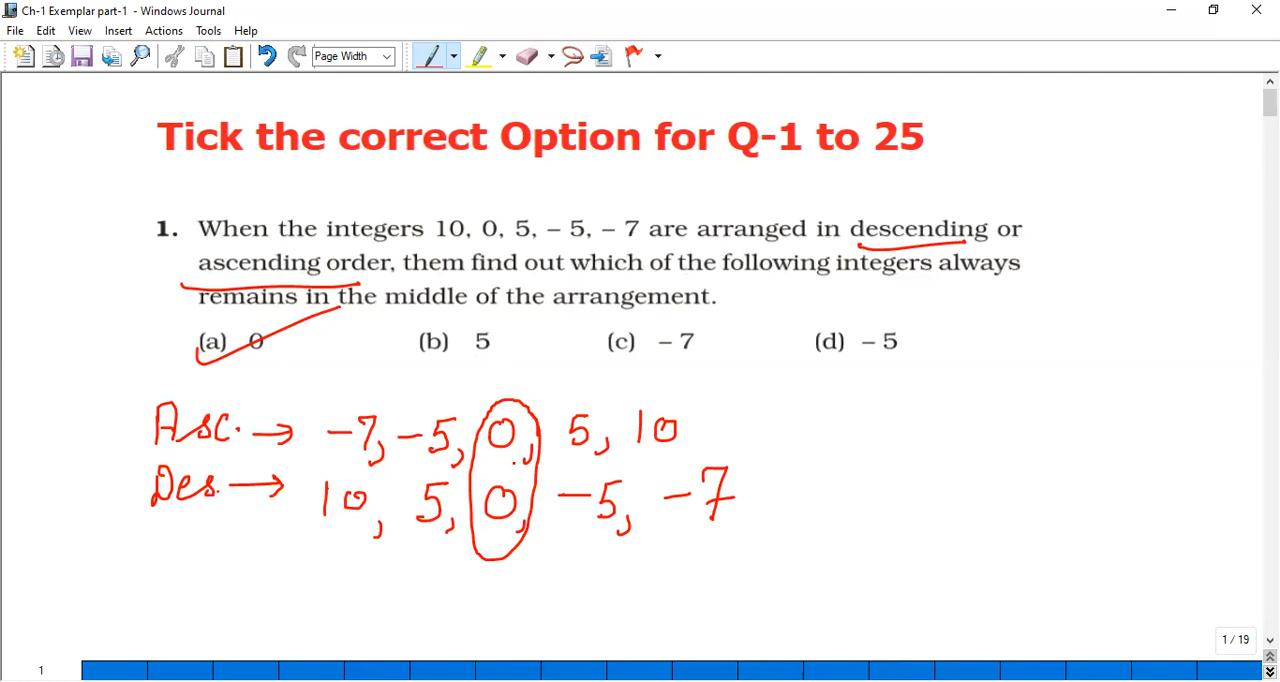 Ch-1 Exemplar part-1 - Windows Journal
File Edit View Insert Actions Tools Help
Page Width
Tick the correct Option for Q-1 to 25
1. When the integers 10, 0, 5, – 5, – 7 are arranged in descending or
ascending order, them find out which of the following integers always
remains in the middle of the arrangement.
(a) 0 (b) 5 (c) – 7 (d) – 5
Asc. → -7, -5, 0, 5, 10
Des. → 10, 5, 0, -5, -7
1 / 19
1